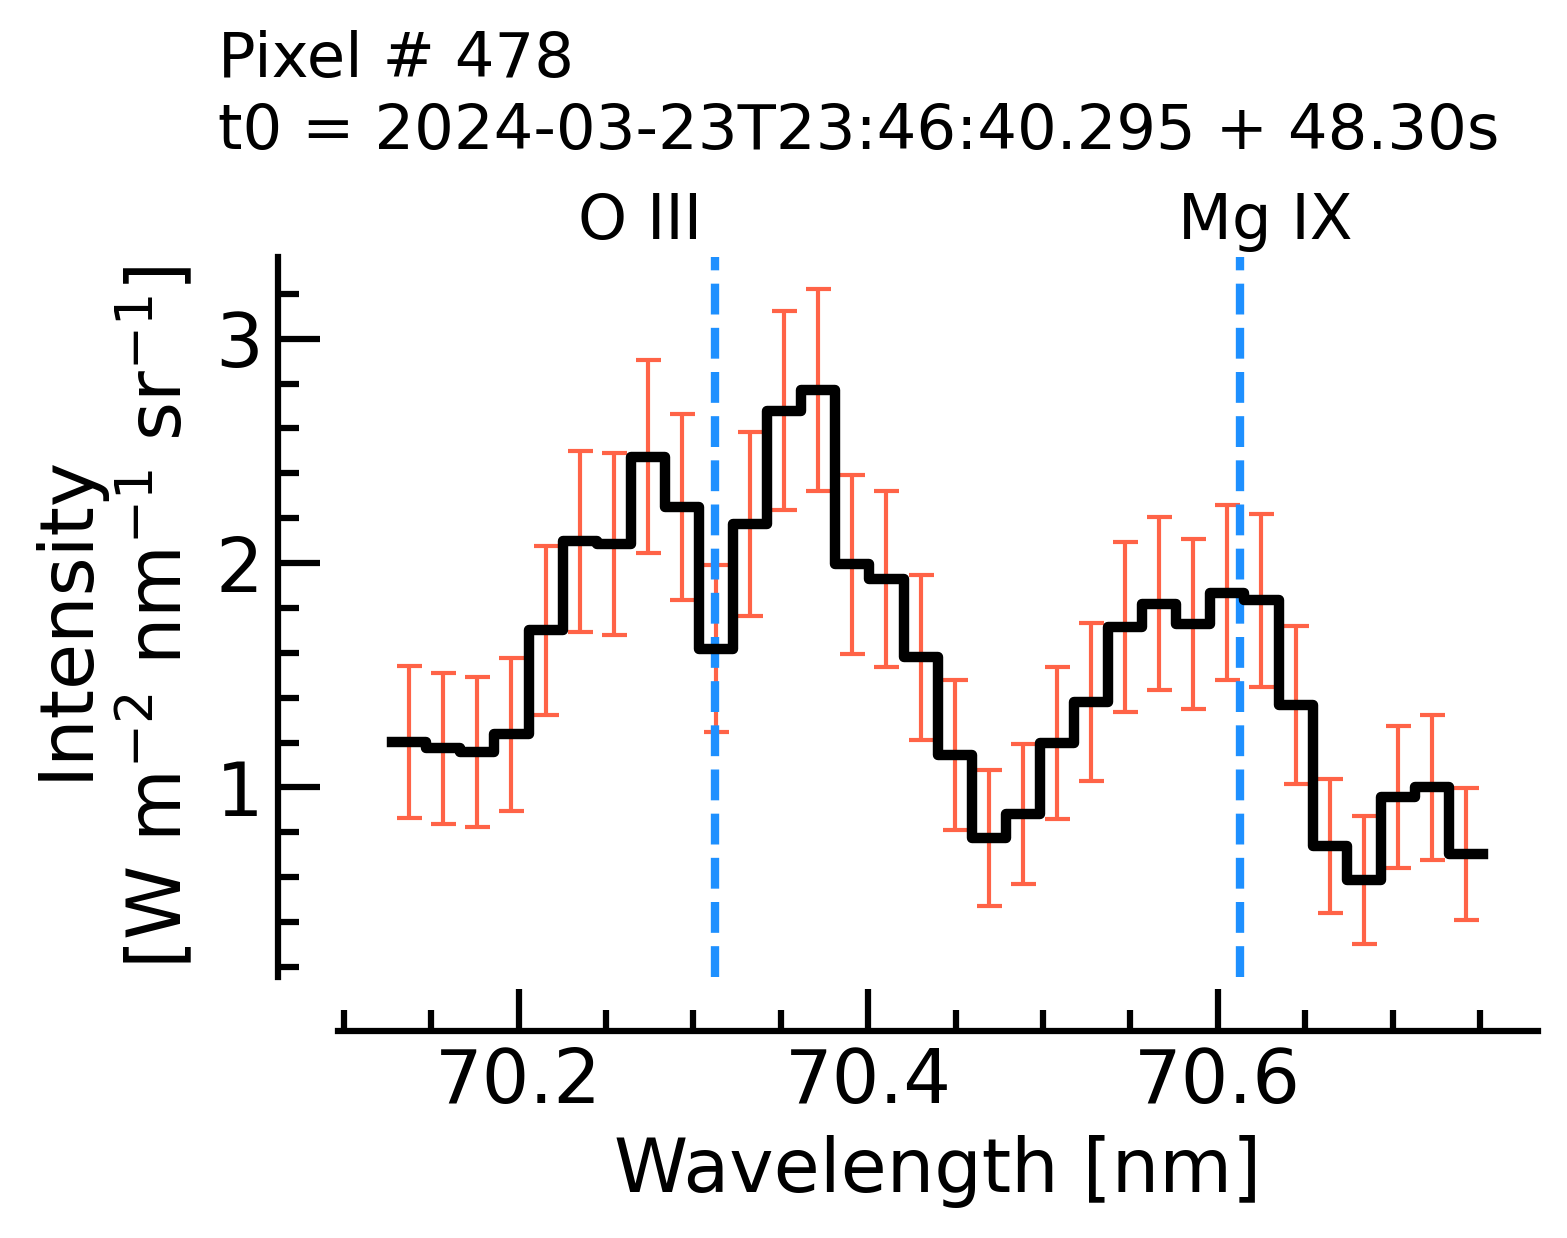 Pixel # 478
t0 = 2024-03-23T23:46:40.295 + 48.30s
O III
Mg IX
Intensity
[W m⁻² nm⁻¹ sr⁻¹]
3
2
1
70.2
70.4
70.6
Wavelength [nm]